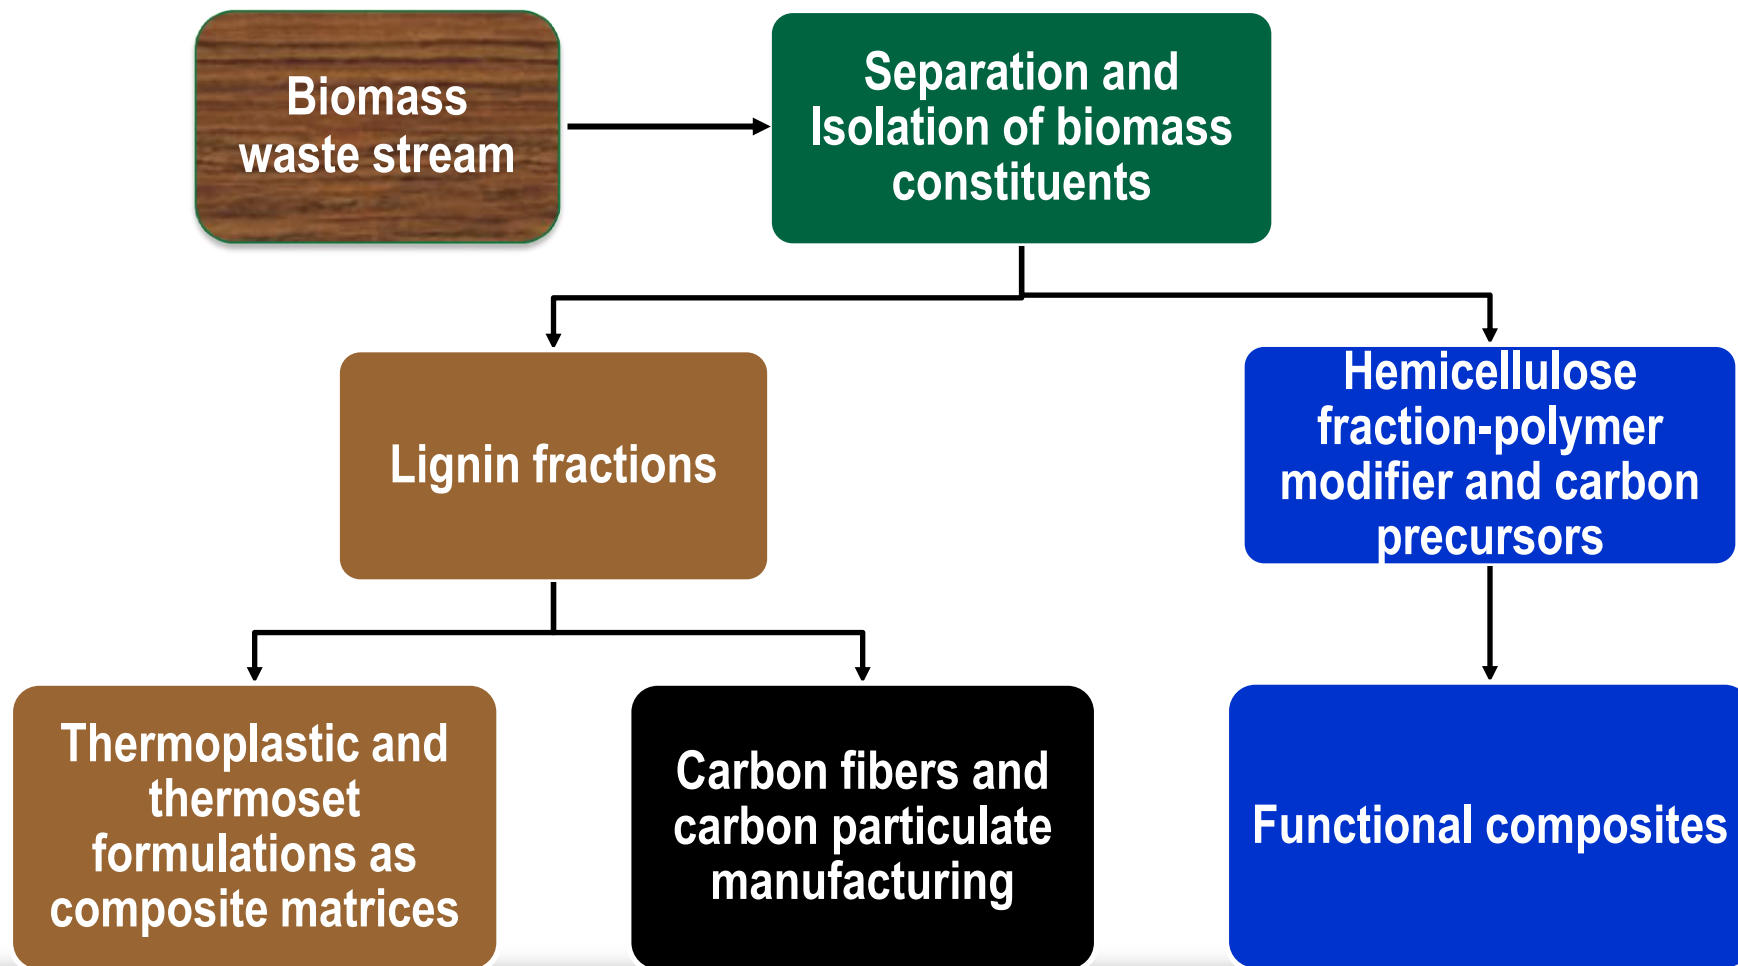 Biomass
waste stream
Separation and
Isolation of biomass
constituents
Lignin fractions
Hemicellulose
fraction-polymer
modifier and carbon
precursors
Thermoplastic and
thermoset
formulations as
composite matrices
Carbon fibers and
carbon particulate
manufacturing
Functional composites